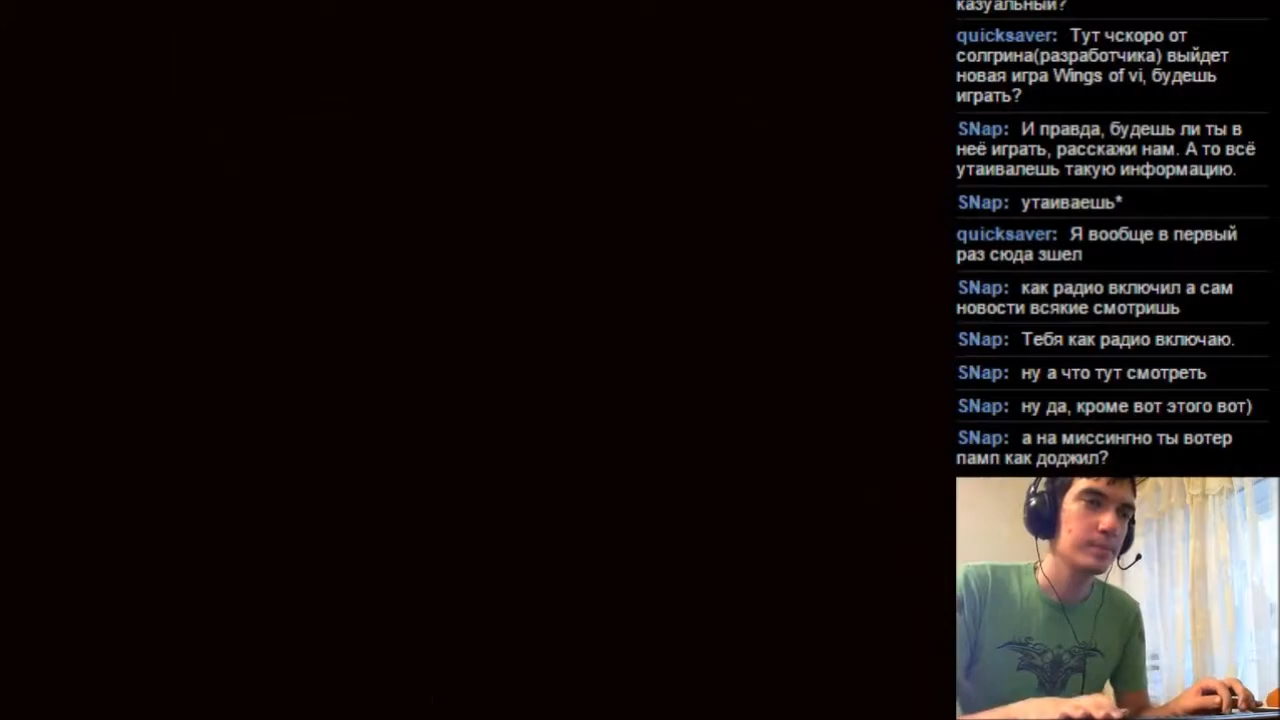 казуальный?
quicksaver: Тут чскоро от
солгрина(разработчика) выйдет
новая игра Wings of vi, будешь
играть?
SNap: И правда, будешь ли ты в
неё играть, расскажи нам. А то всё
утаивалешь такую информацию.
SNap: утаиваешь*
quicksaver: Я вообще в первый
раз сюда зшел
SNap: как радио включил а сам
новости всякие смотришь
SNap: Тебя как радио включаю.
SNap: ну а что тут смотреть
SNap: ну да, кроме вот этого вот)
SNap: а на миссингно ты вотер
памп как доджил?